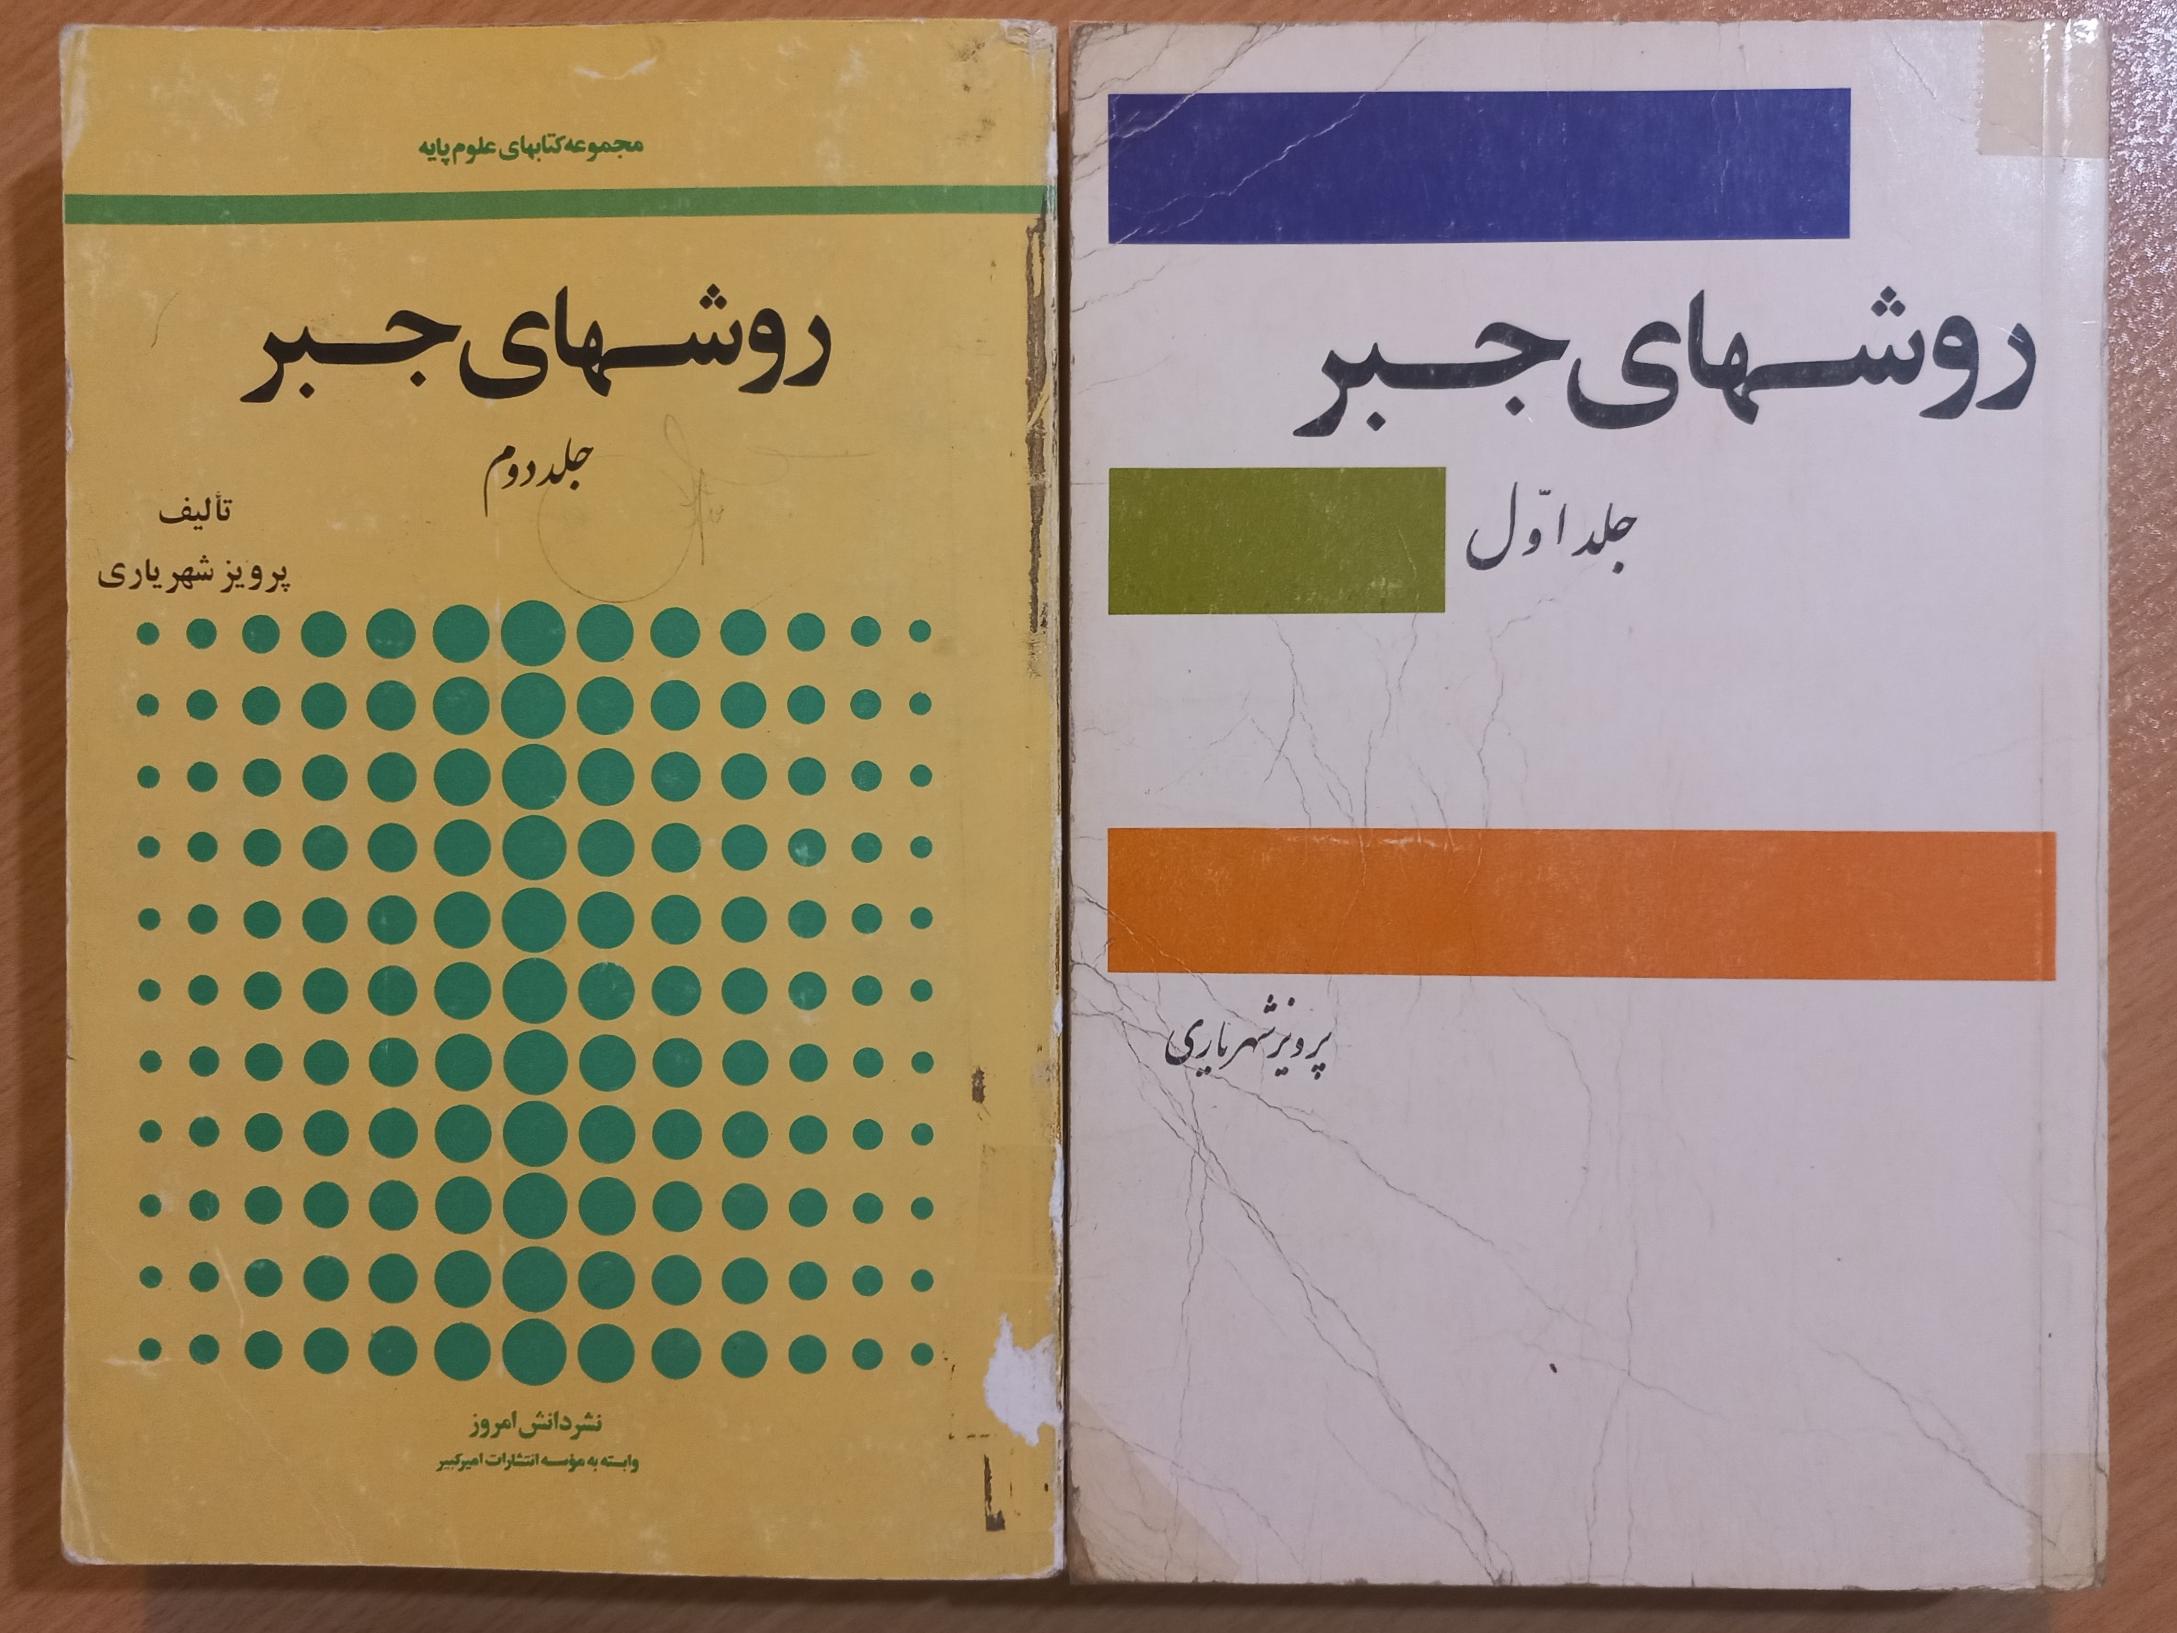 روشهای جبر
جلد اوّل
پرویز شهریاری
مجموعه کتابهای علوم پایه
روشهای جبر
جلد دوم
تألیف
پرویز شهریاری
نشر دانش امروز
وابسته به مؤسسه انتشارات امیرکبیر